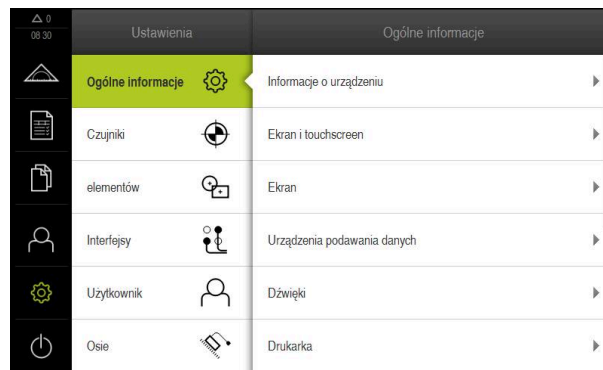 0
08:30
Ustawienia
Ogólne informacje
Ogólne informacje
Informacje o urządzeniu
Czujniki
Ekran i touchscreen
elementów
Ekran
Interfejsy
Urządzenia podawania danych
Użytkownik
Dźwięki
Osie
Drukarka